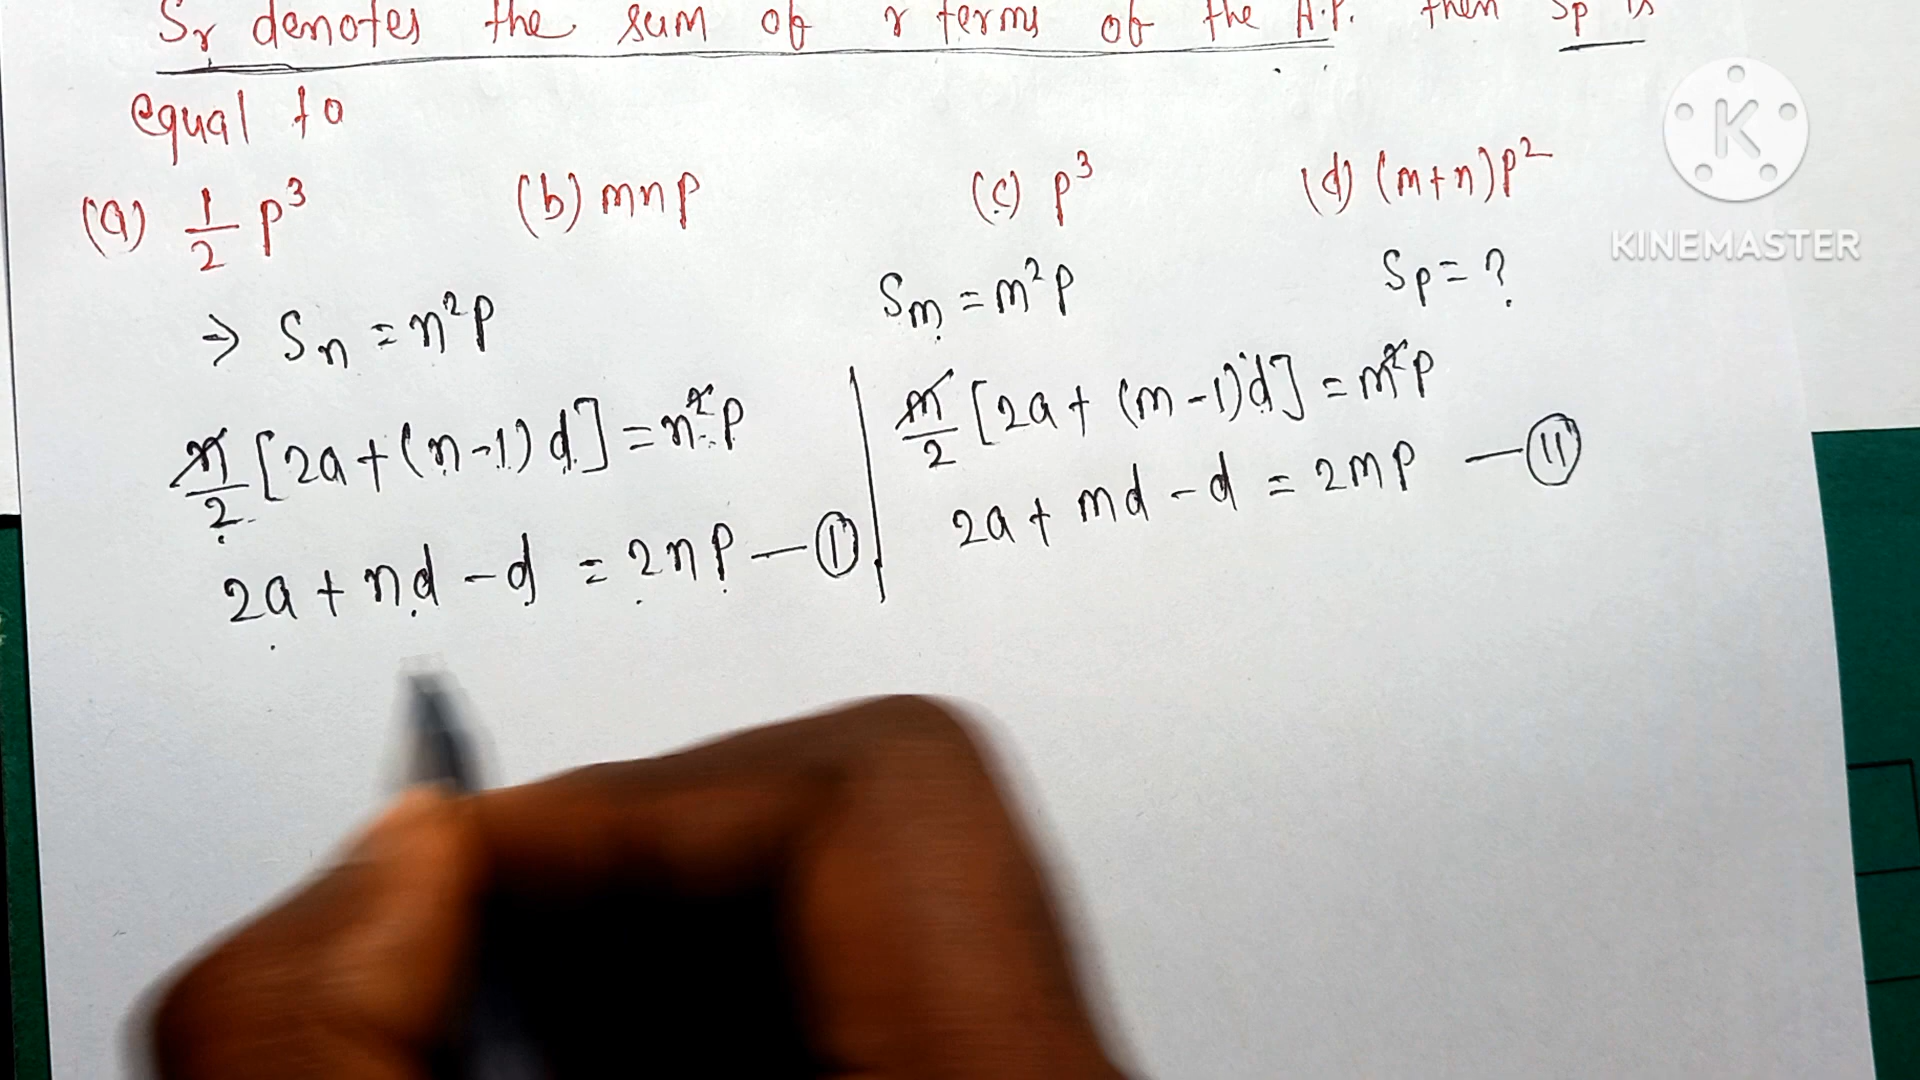 Sr denotes the sum of r terms of the A.P. then Sp is
equal to
(a) 1/2 p³ (b) mnp (c) p³ (d) (m+n)p²
→ Sn = n²p Sm = m²p Sp = ?
n/2 [2a + (n-1)d] = n²p
2a + nd - d = 2np — (I)
m/2 [2a + (m-1)d] = m²p
2a + md - d = 2mp — (II)
KINEMASTER